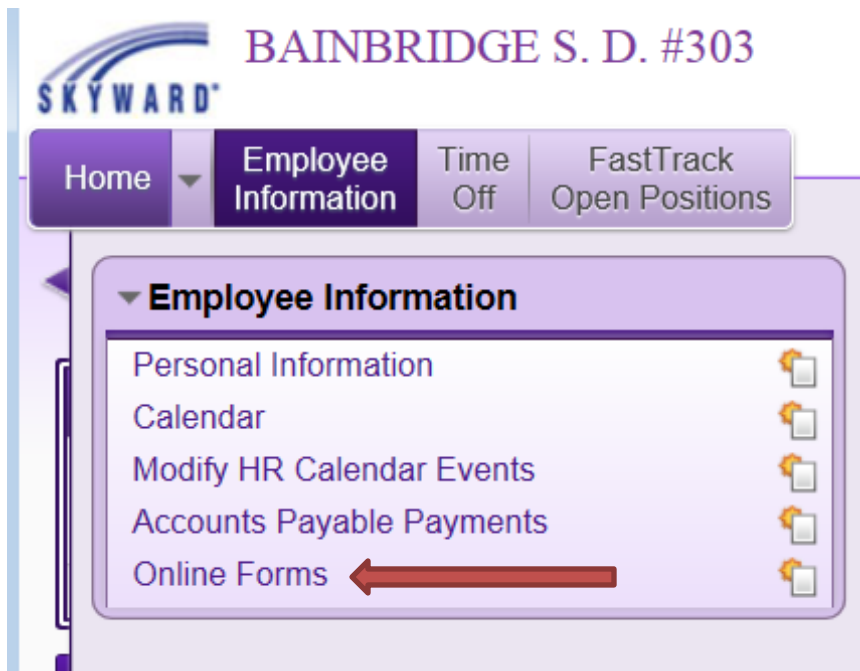 BAINBRIDGE S. D. #303
SKYWARD®
Home
Employee
Information
Time
Off
FastTrack
Open Positions
Employee Information
Personal Information
Calendar
Modify HR Calendar Events
Accounts Payable Payments
Online Forms